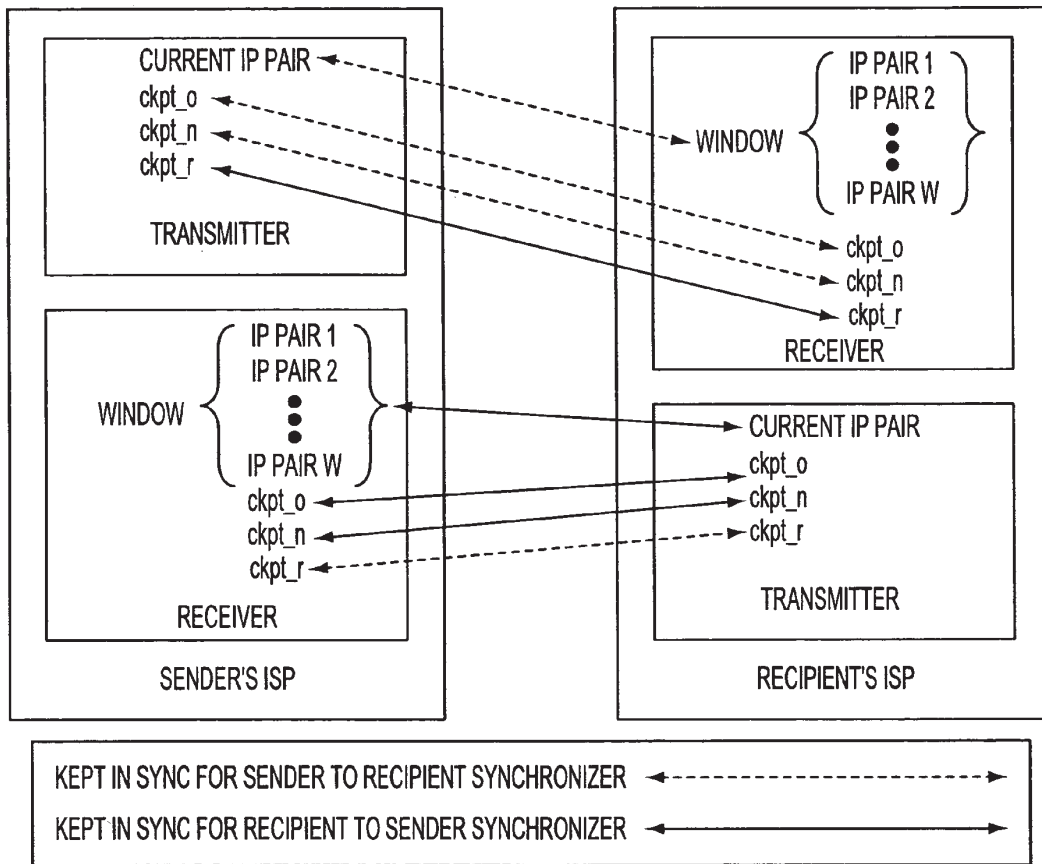 CURRENT IP PAIR
ckpt_o
ckpt_n
ckpt_r
TRANSMITTER
WINDOW
IP PAIR 1
IP PAIR 2
IP PAIR W
ckpt_o
ckpt_n
ckpt_r
RECEIVER
SENDER'S ISP
WINDOW
IP PAIR 1
IP PAIR 2
IP PAIR W
ckpt_o
ckpt_n
ckpt_r
RECEIVER
CURRENT IP PAIR
ckpt_o
ckpt_n
ckpt_r
TRANSMITTER
RECIPIENT'S ISP
KEPT IN SYNC FOR SENDER TO RECIPIENT SYNCHRONIZER
KEPT IN SYNC FOR RECIPIENT TO SENDER SYNCHRONIZER